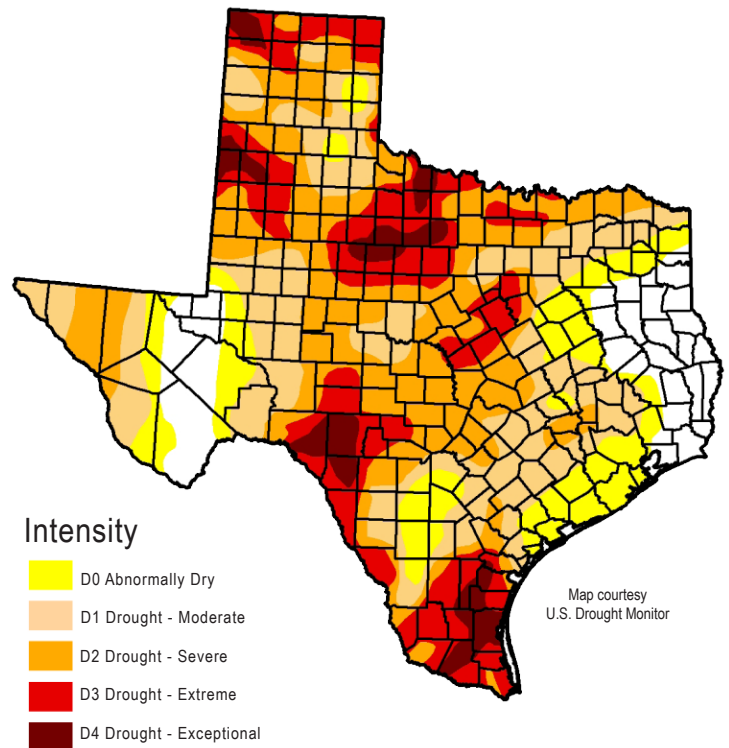 Intensity
D0 Abnormally Dry
D1 Drought - Moderate
D2 Drought - Severe
D3 Drought - Extreme
D4 Drought - Exceptional
Map courtesy
U.S. Drought Monitor